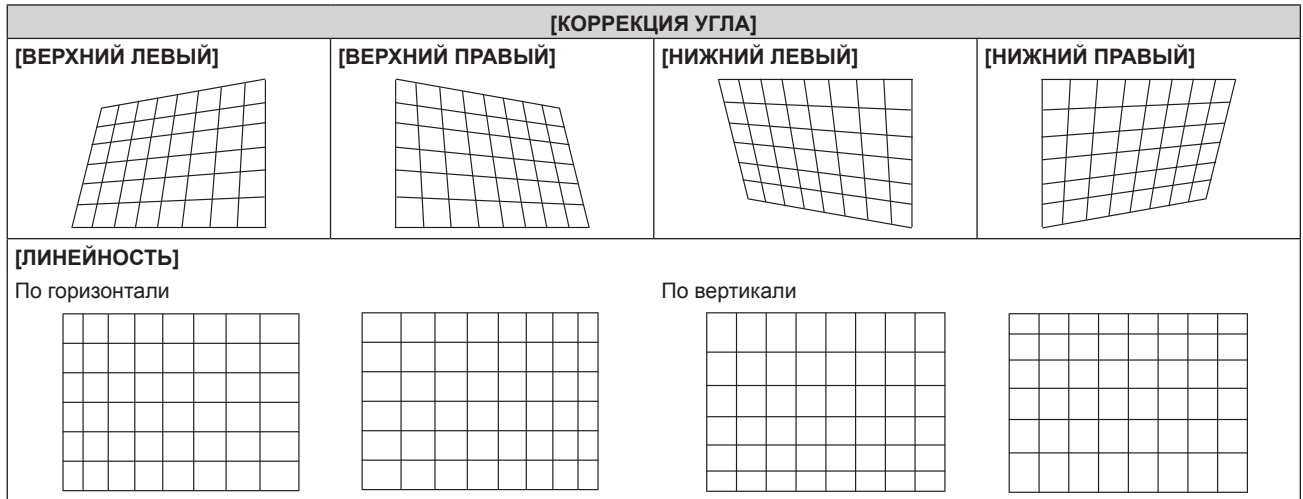 [КОРРЕКЦИЯ УГЛА]
[ВЕРХНИЙ ЛЕВЫЙ]
[ВЕРХНИЙ ПРАВЫЙ]
[НИЖНИЙ ЛЕВЫЙ]
[НИЖНИЙ ПРАВЫЙ]
[ЛИНЕЙНОСТЬ]
По горизонтали
По вертикали